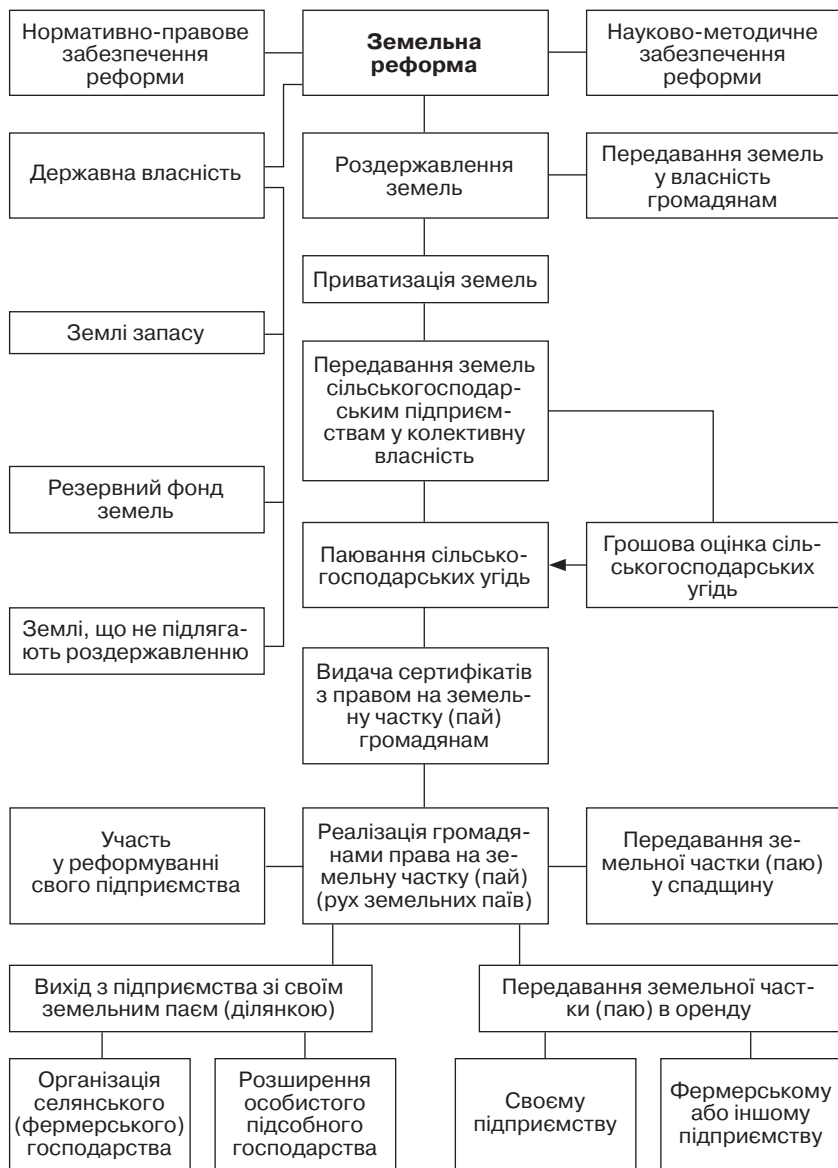 Нормативно-правове
забезпечення
реформи
Земельна
реформа
Науково-методичне
забезпечення
реформи
Державна власність
Роздержавлення
земель
Передавання земель
у власність
громадянам
Приватизація земель
Землі запасу
Передавання земель
сільськогосподар-
ським підприєм-
ствам у колективну
власність
Резервний фонд
земель
Паювання сільсько-
господарських угідь
Грошова оцінка сіль-
ськогосподарських
угідь
Землі, що не підляга-
ють роздержавленню
Видача сертифікатів
з правом на земель-
ну частку (пай)
громадянам
Участь
у реформуванні
свого підприємства
Реалізація громадя-
нами права на зе-
мельну частку (пай)
(рух земельних паїв)
Передавання зе-
мельної частки (паю)
у спадщину
Вихід з підприємства зі своїм
земельним паєм (ділянкою)
Передавання земельної част-
ки (паю) в оренду
Організація
селянського
(фермерського)
господарства
Розширення
особистого
підсобного
господарства
Своєму
підприємству
Фермерському
або іншому
підприємству